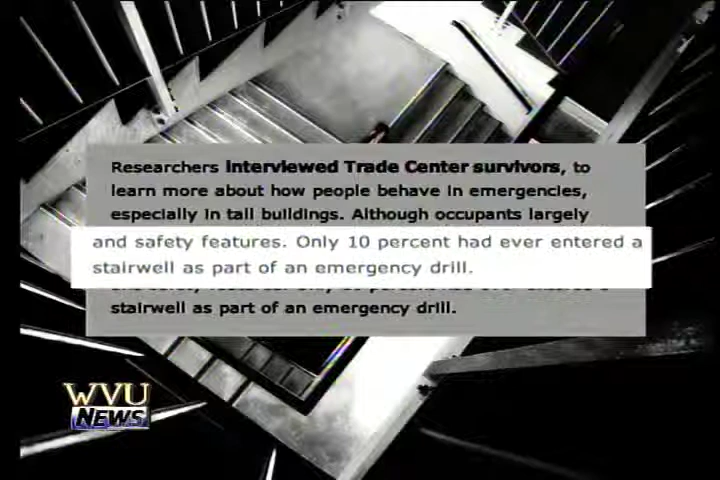 Researchers interviewed Trade Center survivors, to
learn more about how people behave in emergencies,
especially in tall buildings. Although occupants largely
and safety features. Only 10 percent had ever entered a
stairwell as part of an emergency drill.
stairwell as part of an emergency drill.
WVU
NEWS